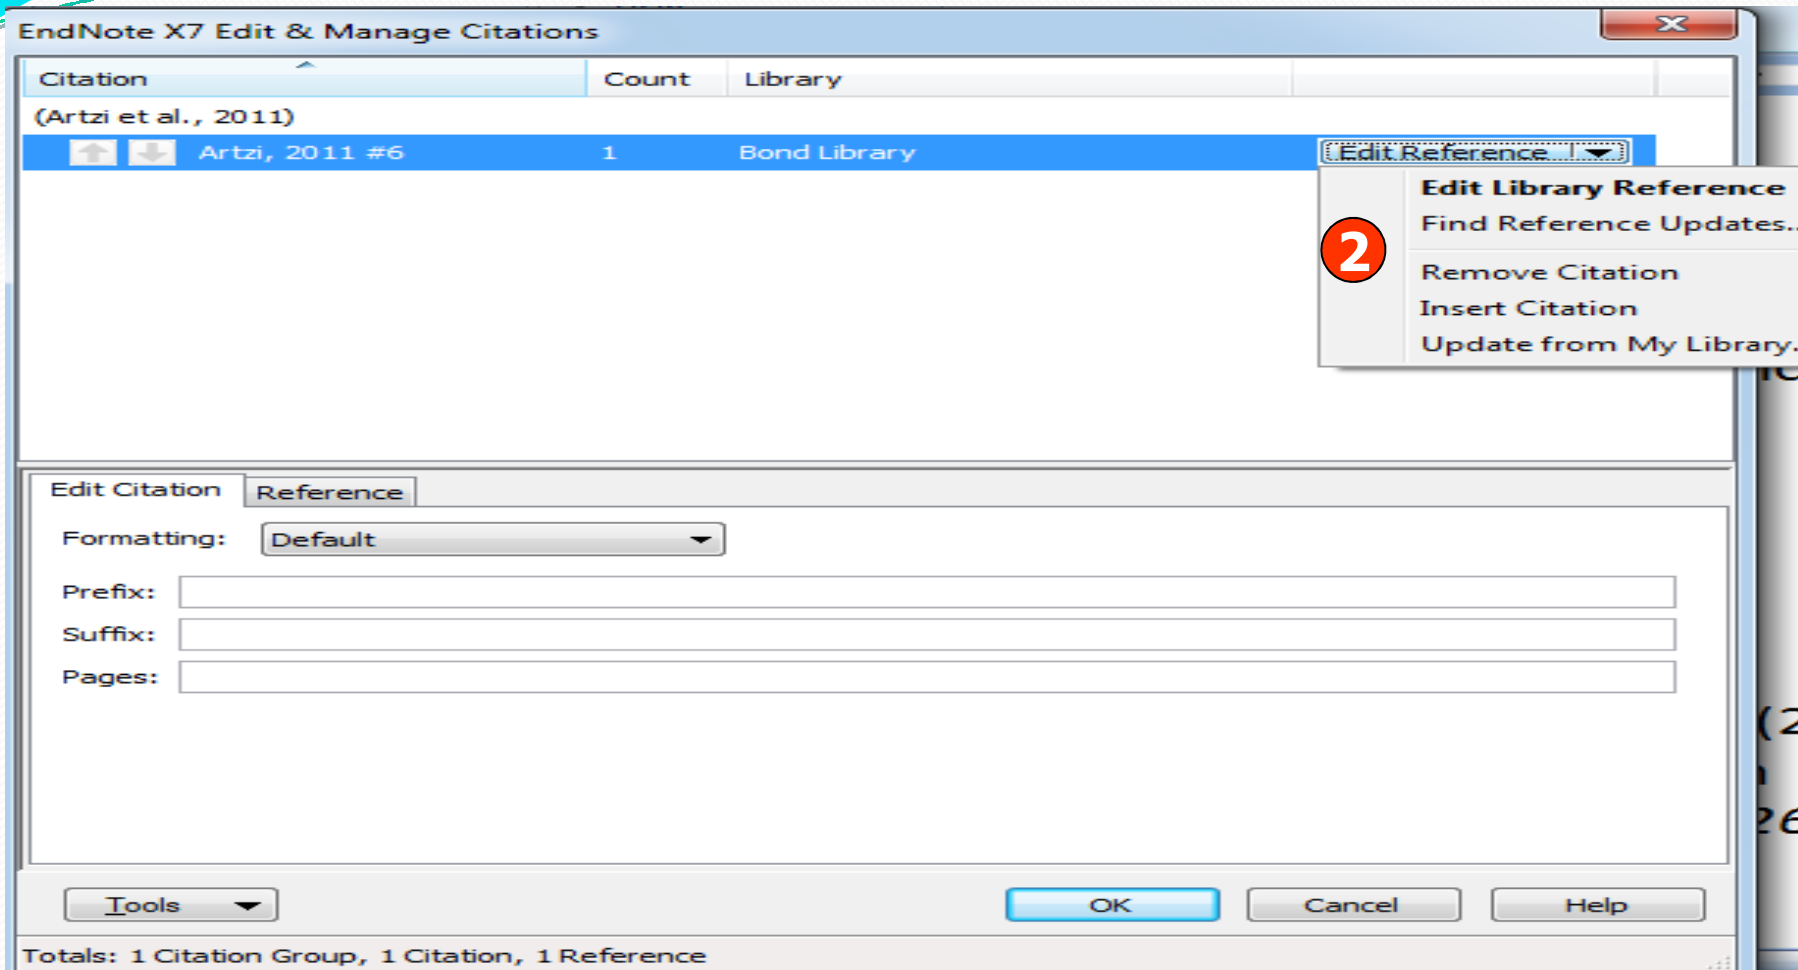 EndNote X7 Edit & Manage Citations
Citation Count Library
(Artzi et al., 2011)
Artzi, 2011 #6 1 Bond Library Edit Reference
Edit Library Reference
Find Reference Updates..
2
Remove Citation
Insert Citation
Update from My Library.
Edit Citation Reference
Formatting: Default
Prefix:
Suffix:
Pages:
(2
26
Tools OK Cancel Help
Totals: 1 Citation Group, 1 Citation, 1 Reference